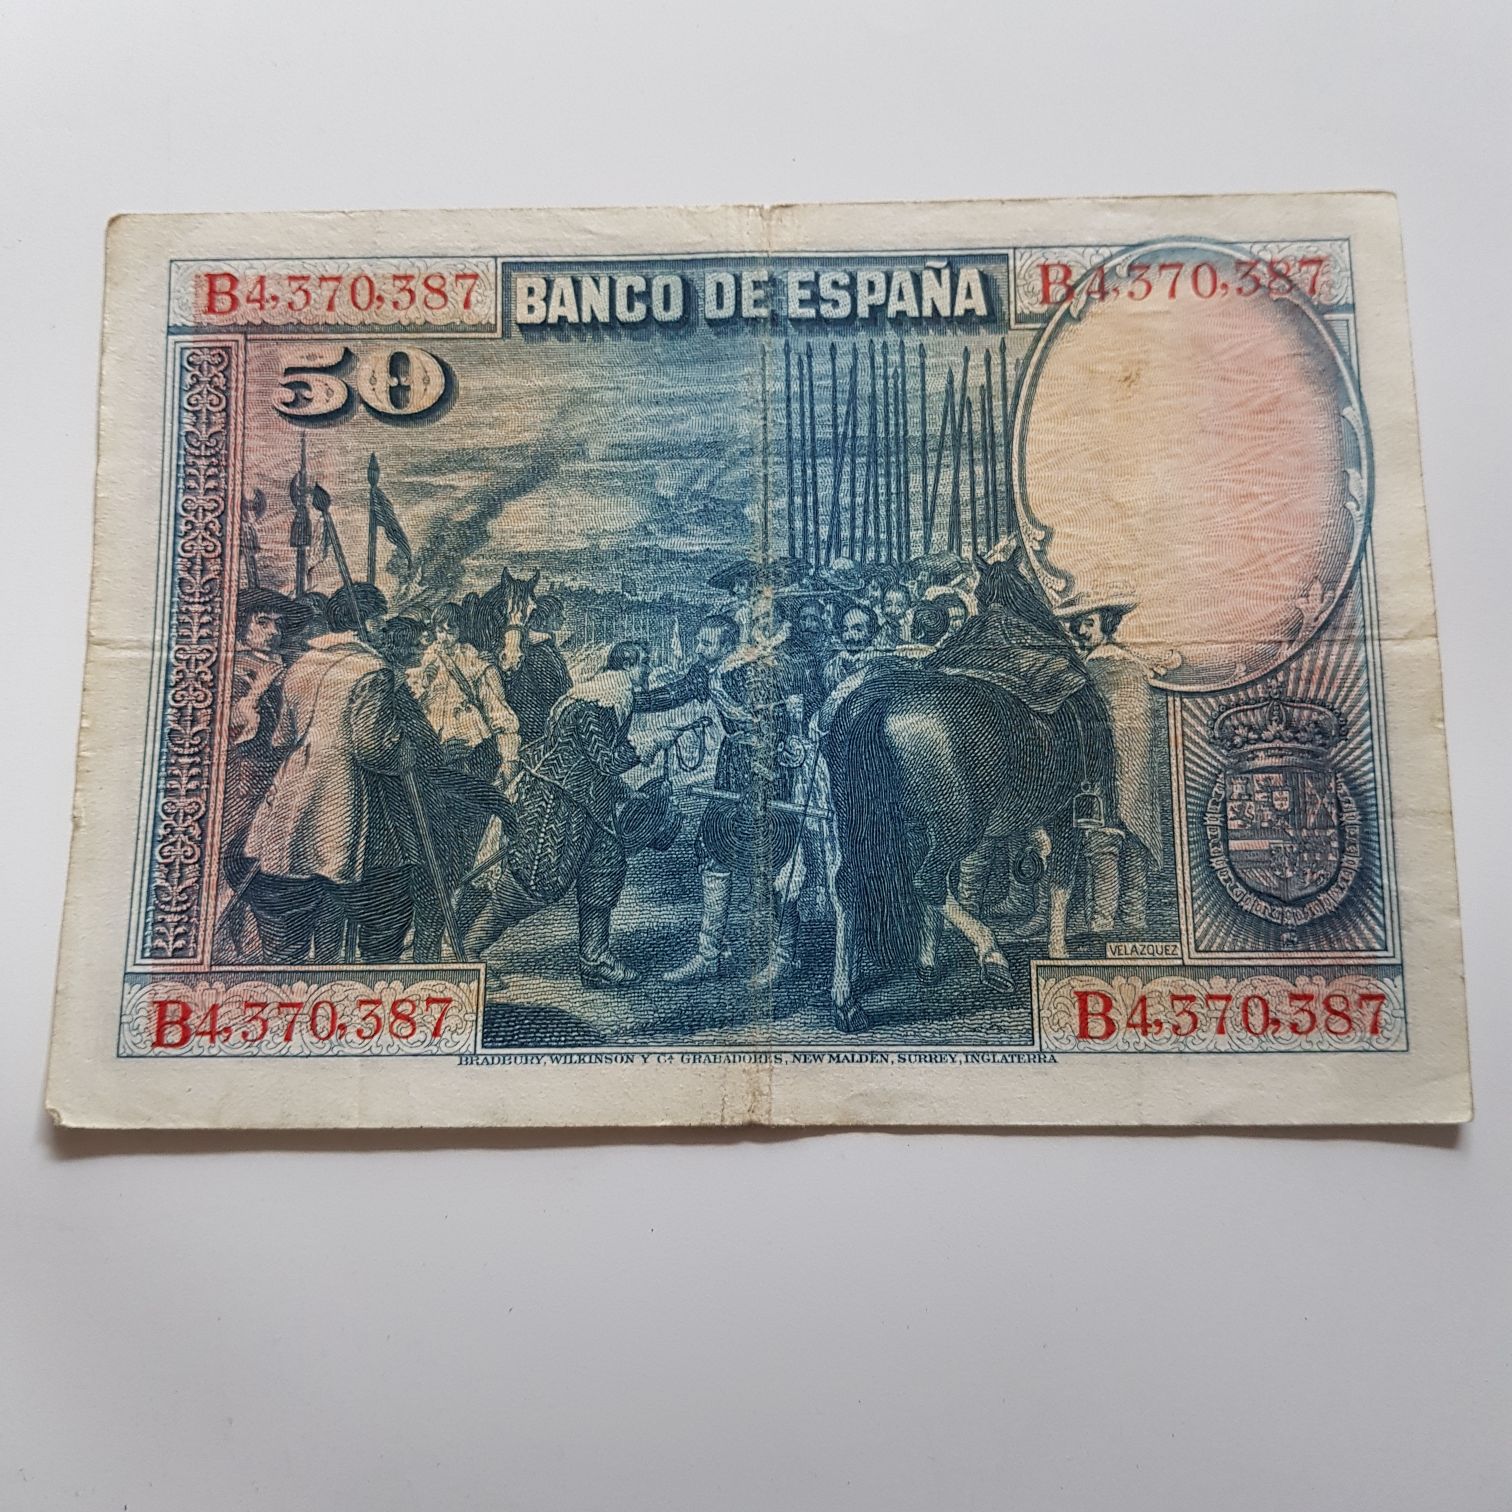 B4,370,387 BANCO DE ESPAÑA B4,370,387
50
VELAZQUEZ
B4,370,387 B4,370,387
BRADBURY, WILKINSON Y Cª GRABADORES, NEW MALDEN, SURREY, INGLATERRA